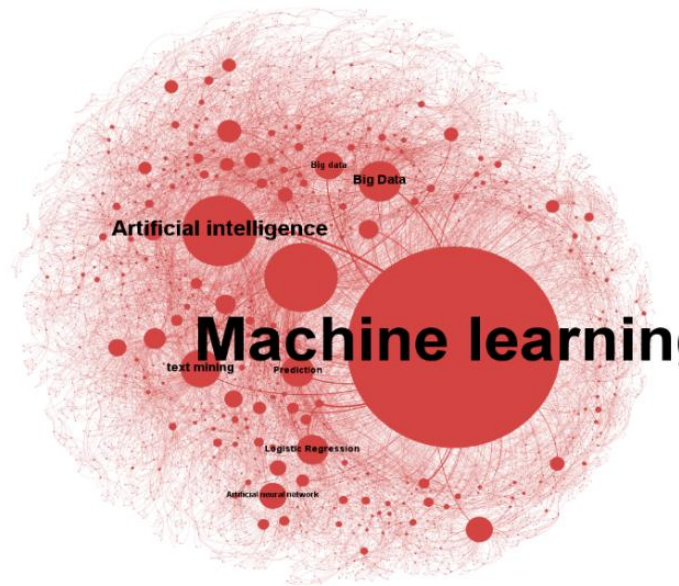 Big data
Big Data
Artificial intelligence
Machine learning
text mining
Prediction
Logistic Regression
Artificial neural network